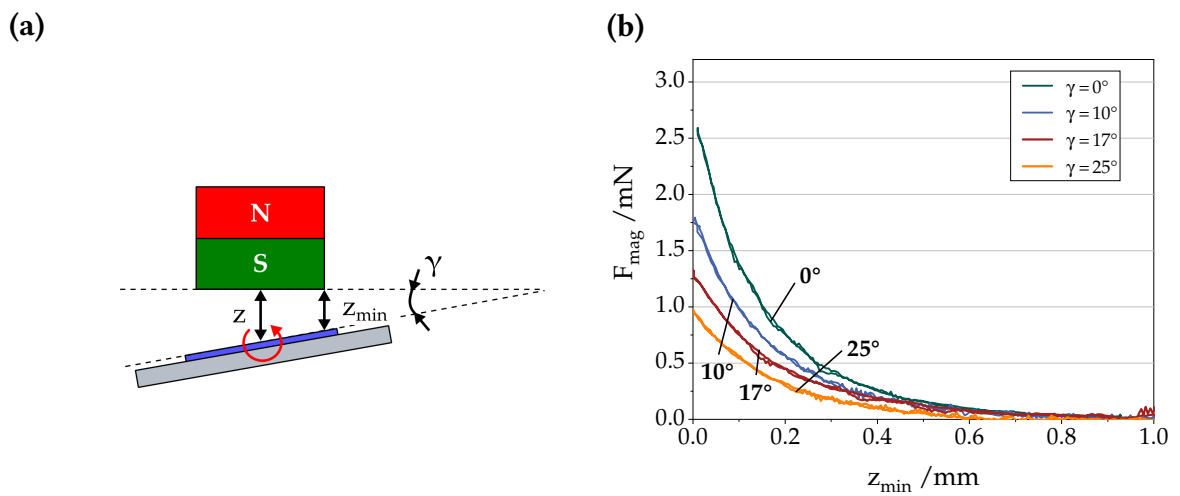 (a)
N
S
z
z_min
γ
(b)
F_mag /mN
3.0
2.5
2.0
1.5
1.0
0.5
0.0
0.0 0.2 0.4 0.6 0.8 1.0
z_min /mm
γ = 0°
γ = 10°
γ = 17°
γ = 25°
0°
10°
17°
25°